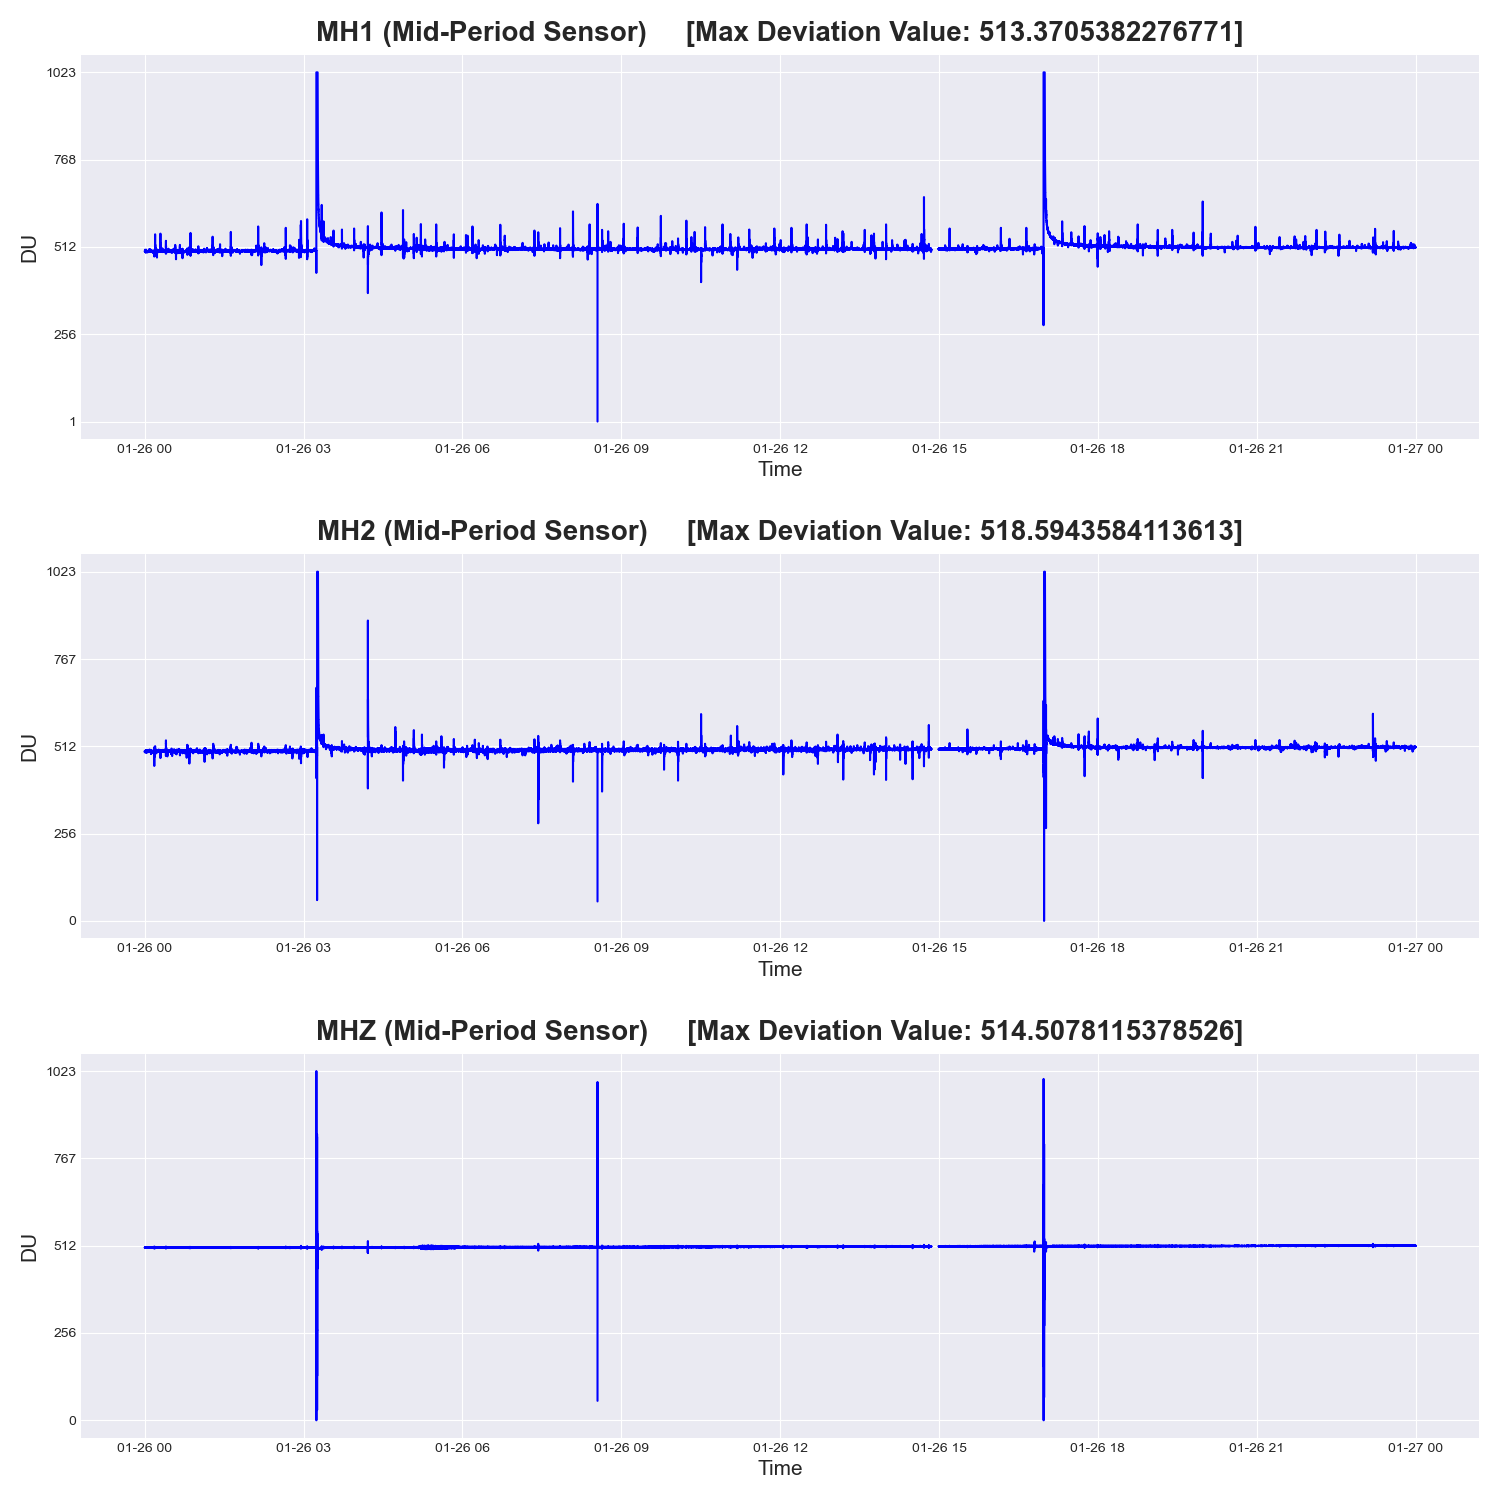 MH1 (Mid-Period Sensor) [Max Deviation Value: 513.3705382276771]
1023
768
512
256
1
DU
01-26 00 01-26 03 01-26 06 01-26 09 01-26 12 01-26 15 01-26 18 01-26 21 01-27 00
Time
MH2 (Mid-Period Sensor) [Max Deviation Value: 518.5943584113613]
1023
767
512
256
0
DU
01-26 00 01-26 03 01-26 06 01-26 09 01-26 12 01-26 15 01-26 18 01-26 21 01-27 00
Time
MHZ (Mid-Period Sensor) [Max Deviation Value: 514.5078115378526]
1023
767
512
256
0
DU
01-26 00 01-26 03 01-26 06 01-26 09 01-26 12 01-26 15 01-26 18 01-26 21 01-27 00
Time